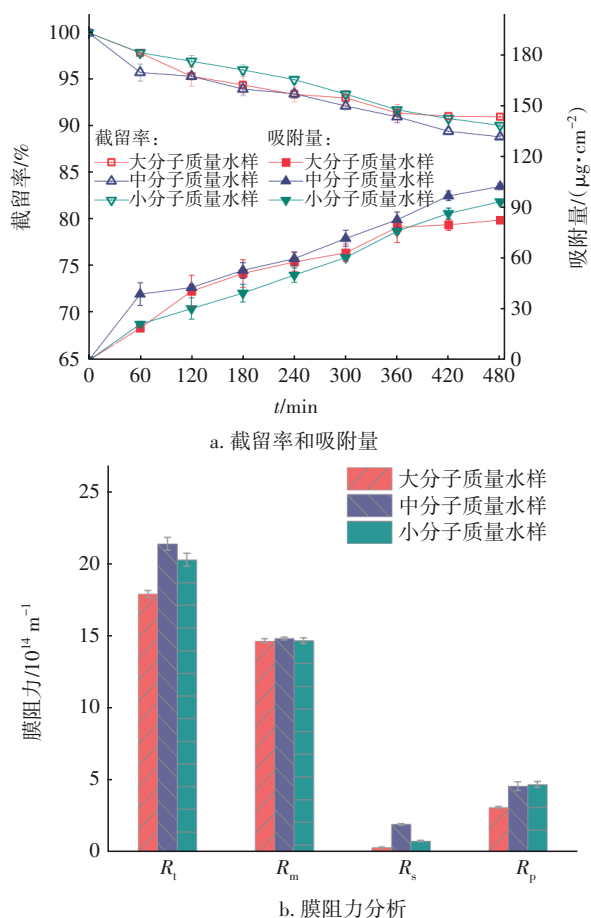 100
95
90
85
80
75
70
65
截留率/%
180
150
120
90
60
30
0
吸附量/(μg·cm⁻²)
截留率： 吸附量：
大分子质量水样 大分子质量水样
中分子质量水样 中分子质量水样
小分子质量水样 小分子质量水样
0 60 120 180 240 300 360 420 480
t/min
a. 截留率和吸附量
大分子质量水样
中分子质量水样
小分子质量水样
25
20
15
10
5
0
膜阻力/10¹⁴ m⁻¹
Rt Rm Rs Rp
b. 膜阻力分析